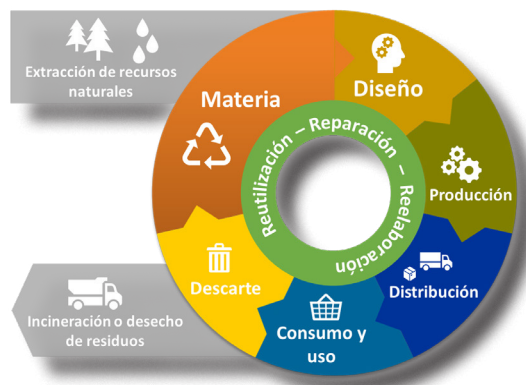 Extracción de recursos
naturales
Materia
Diseño
Producción
Distribución
Consumo y
uso
Descarte
Incineración o desecho
de residuos
Reutilización – Reparación – Reelaboración